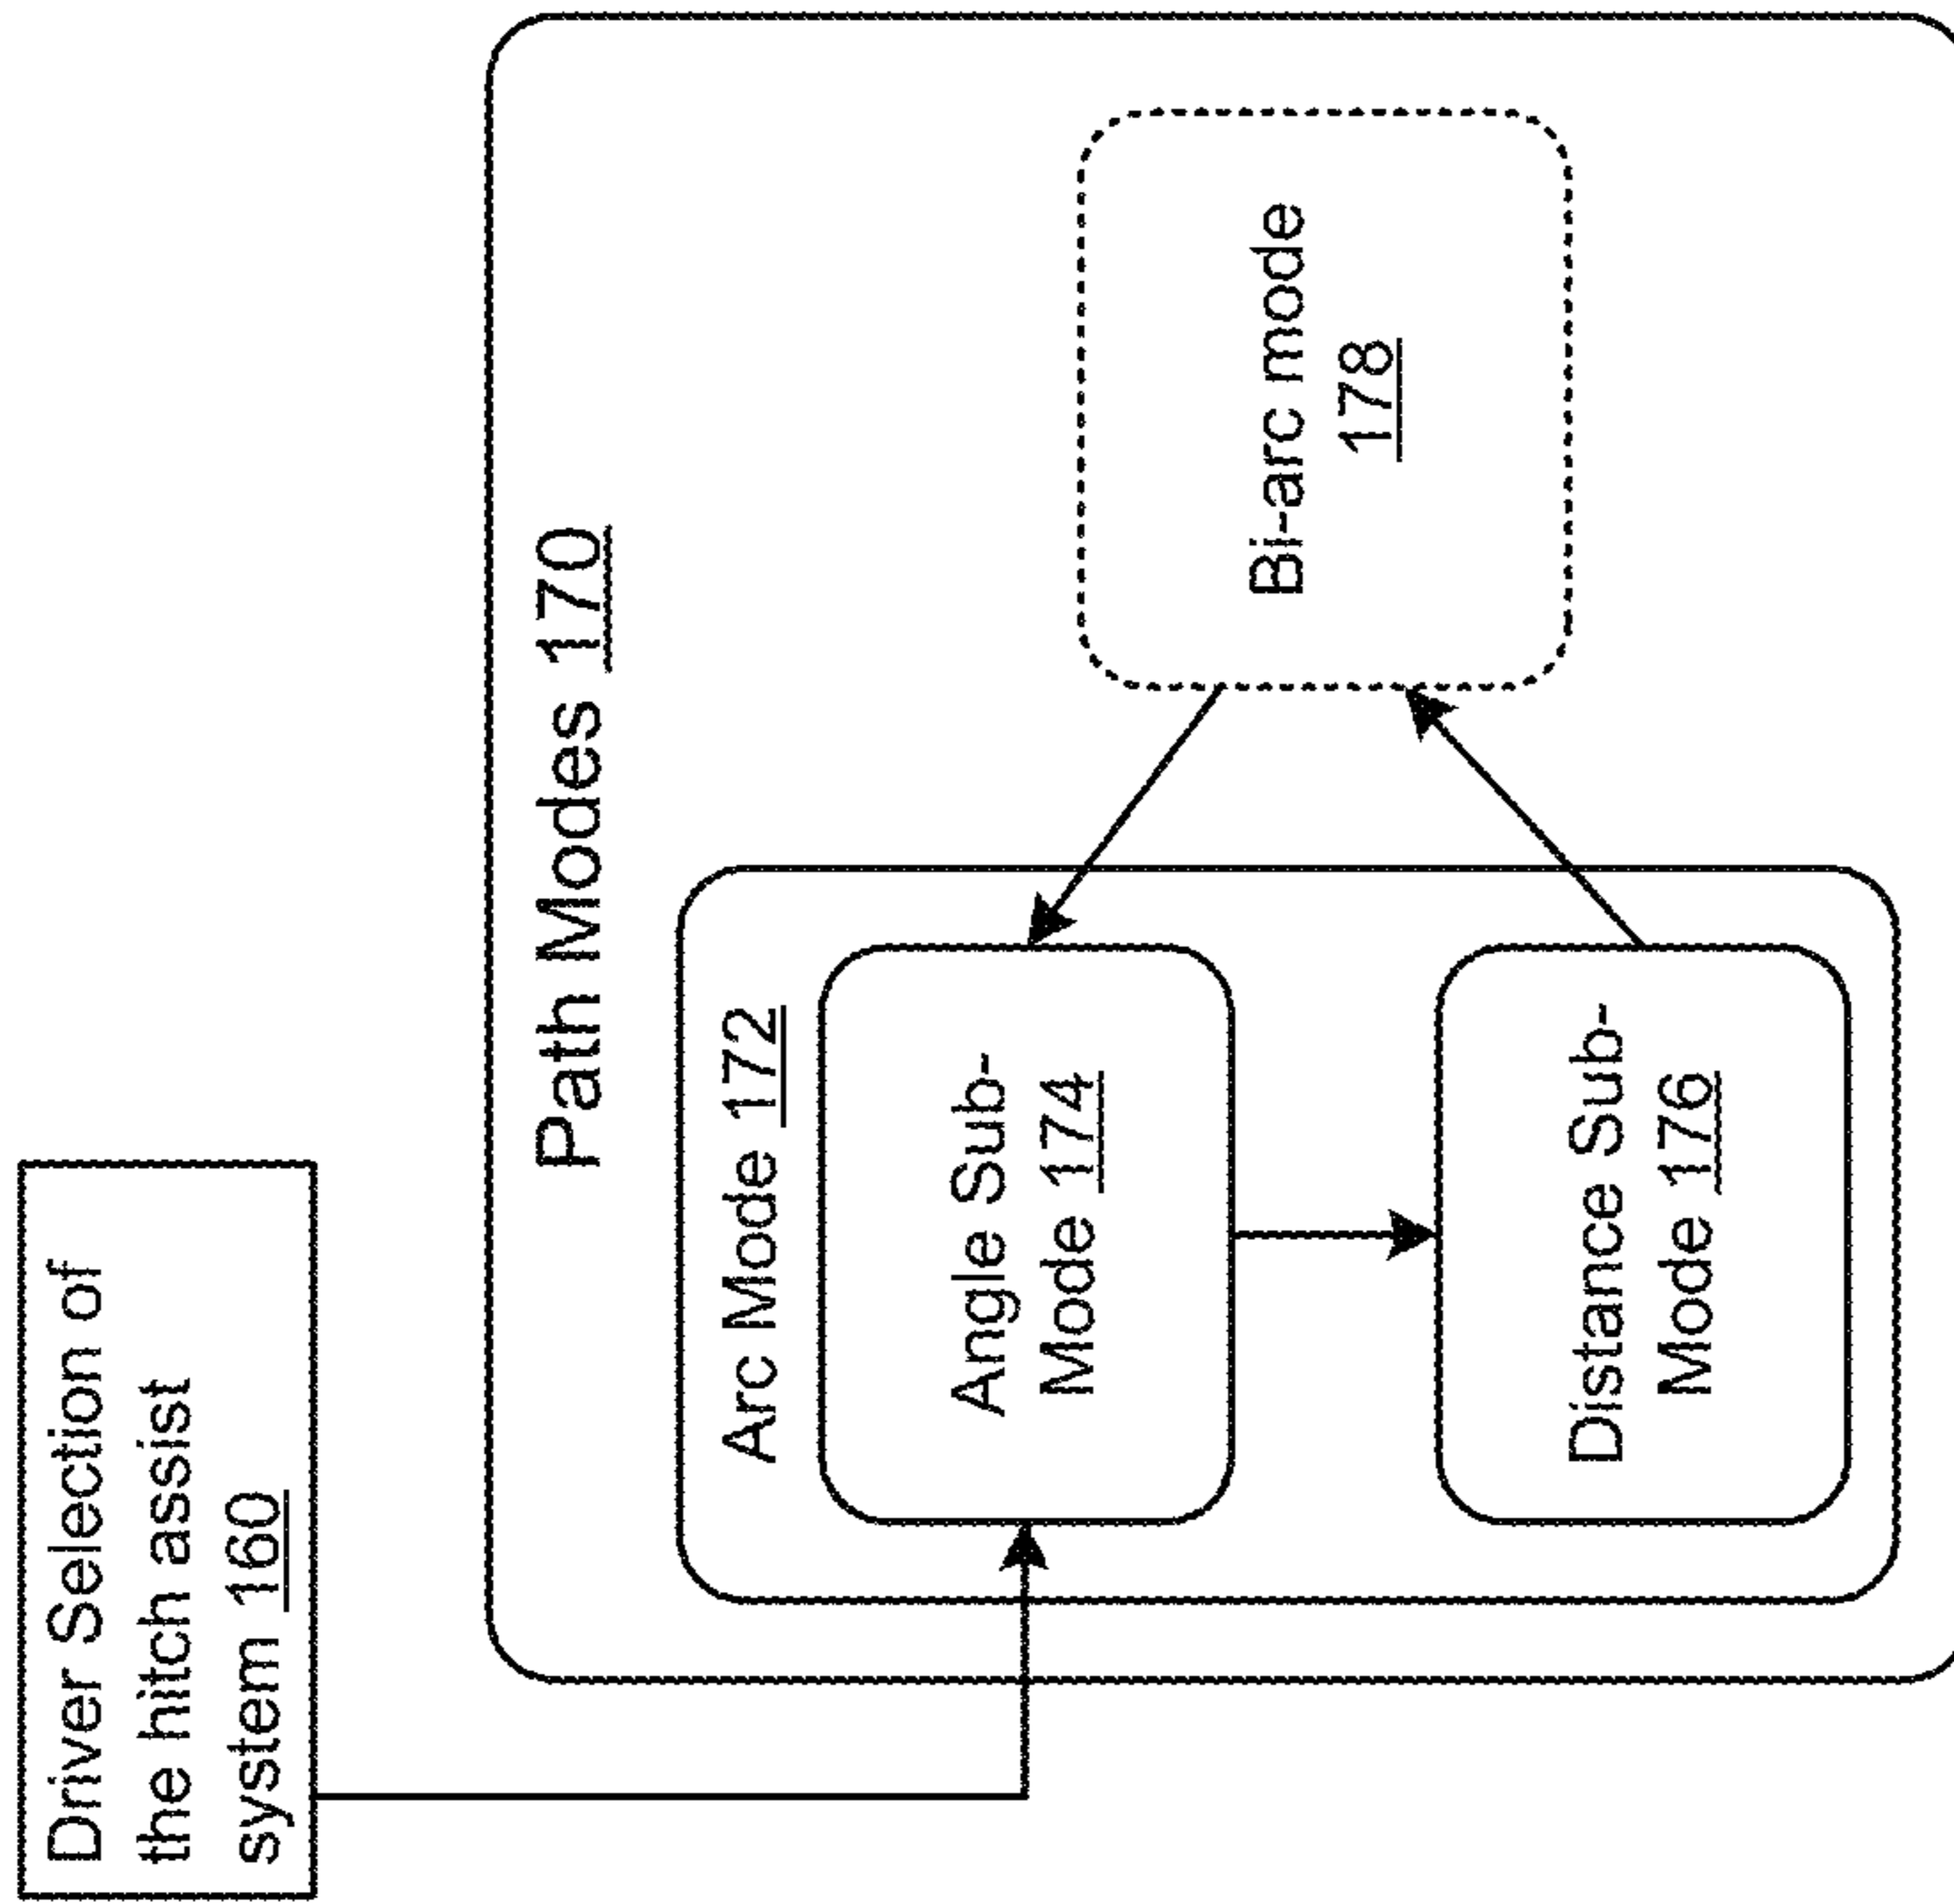 Driver Selection of
the hitch assist
system 160
Path Modes 170
Arc Mode 172
Angle Sub-
Mode 174
Distance Sub-
Mode 176
Bi-arc mode
178